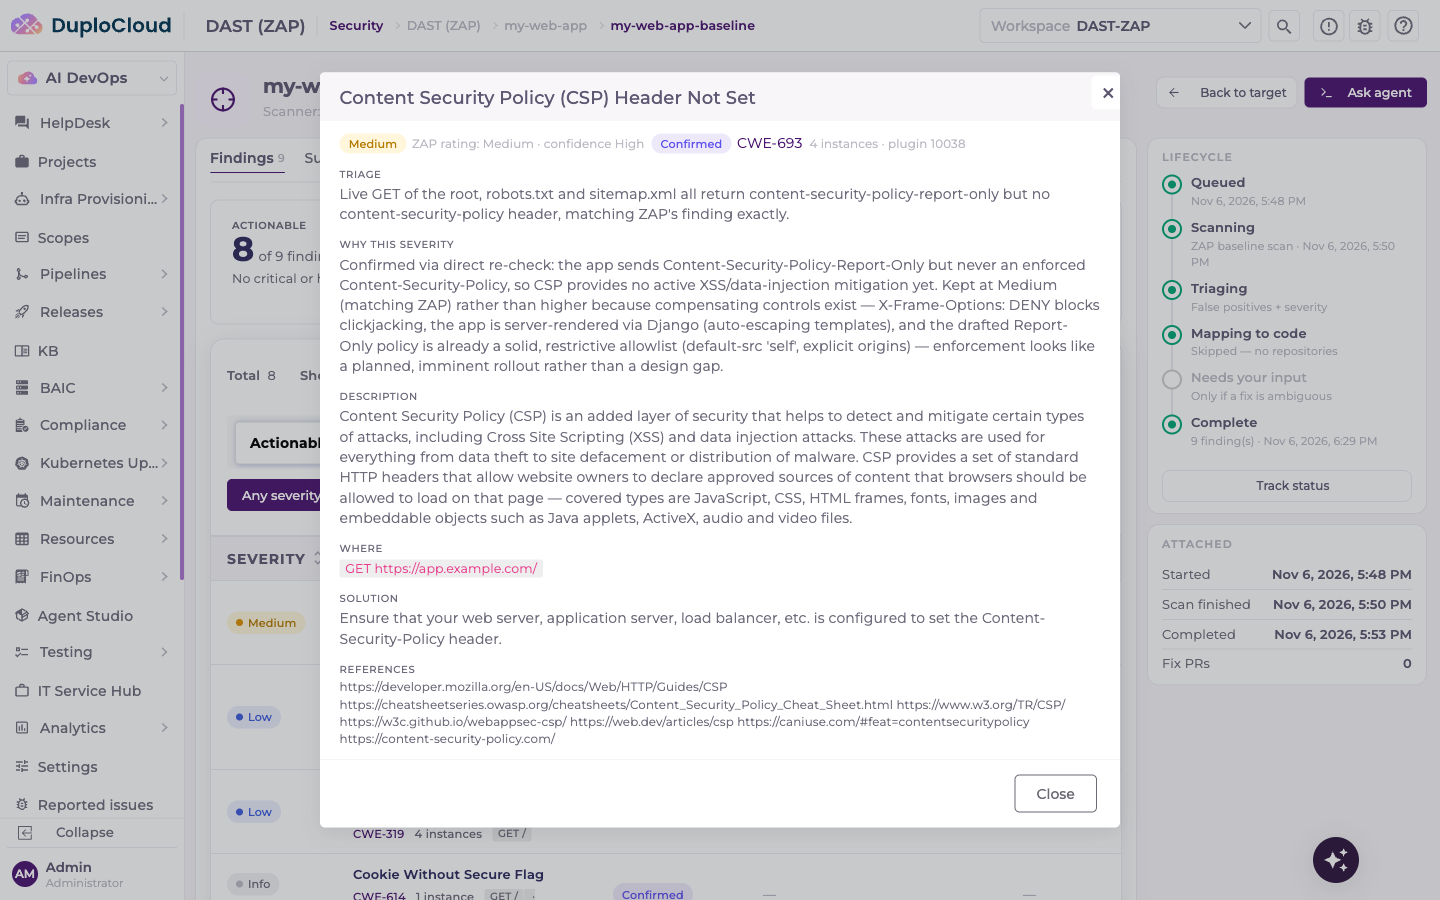 DuploCloud
DAST (ZAP)
Security
DAST (ZAP)
my-web-app
my-web-app-baseline
Workspace DAST-ZAP
AI DevOps
HelpDesk
Projects
Infra Provisioni...
Scopes
Pipelines
Releases
KB
BAIC
Compliance
Kubernetes Up...
Maintenance
Resources
FinOps
Agent Studio
Testing
IT Service Hub
Analytics
Settings
Reported issues
Collapse
AM
Admin
Administrator
my-w
Scanner:
Back to target
Ask agent
Findings 9
Su
ACTIONABLE
8 of 9 findi
No critical or h
Total 8
Sho
Actionabl
Any severity
SEVERITY
Medium
Low
Low
Info
Content Security Policy (CSP) Header Not Set
Medium
ZAP rating: Medium · confidence High
Confirmed
CWE-693
4 instances · plugin 10038
TRIAGE
Live GET of the root, robots.txt and sitemap.xml all return content-security-policy-report-only but no
content-security-policy header, matching ZAP's finding exactly.
WHY THIS SEVERITY
Confirmed via direct re-check: the app sends Content-Security-Policy-Report-Only but never an enforced
Content-Security-Policy, so CSP provides no active XSS/data-injection mitigation yet. Kept at Medium
(matching ZAP) rather than higher because compensating controls exist — X-Frame-Options: DENY blocks
clickjacking, the app is server-rendered via Django (auto-escaping templates), and the drafted Report-
Only policy is already a solid, restrictive allowlist (default-src 'self', explicit origins) — enforcement looks like
a planned, imminent rollout rather than a design gap.
DESCRIPTION
Content Security Policy (CSP) is an added layer of security that helps to detect and mitigate certain types
of attacks, including Cross Site Scripting (XSS) and data injection attacks. These attacks are used for
everything from data theft to site defacement or distribution of malware. CSP provides a set of standard
HTTP headers that allow website owners to declare approved sources of content that browsers should be
allowed to load on that page — covered types are JavaScript, CSS, HTML frames, fonts, images and
embeddable objects such as Java applets, ActiveX, audio and video files.
WHERE
GET https://app.example.com/
SOLUTION
Ensure that your web server, application server, load balancer, etc. is configured to set the Content-
Security-Policy header.
REFERENCES
https://developer.mozilla.org/en-US/docs/Web/HTTP/Guides/CSP
https://cheatsheetseries.owasp.org/cheatsheets/Content_Security_Policy_Cheat_Sheet.html https://www.w3.org/TR/CSP/
https://w3c.github.io/webappsec-csp/ https://web.dev/articles/csp https://caniuse.com/#feat=contentsecuritypolicy
https://content-security-policy.com/
Close
CWE-319 4 instances GET /
Cookie Without Secure Flag
CWE-614 1 instance GET /
Confirmed
—
—
LIFECYCLE
Queued
Nov 6, 2026, 5:48 PM
Scanning
ZAP baseline scan · Nov 6, 2026, 5:50
PM
Triaging
False positives + severity
Mapping to code
Skipped — no repositories
Needs your input
Only if a fix is ambiguous
Complete
9 finding(s) · Nov 6, 2026, 6:29 PM
Track status
ATTACHED
Started Nov 6, 2026, 5:48 PM
Scan finished Nov 6, 2026, 5:50 PM
Completed Nov 6, 2026, 5:53 PM
Fix PRs 0